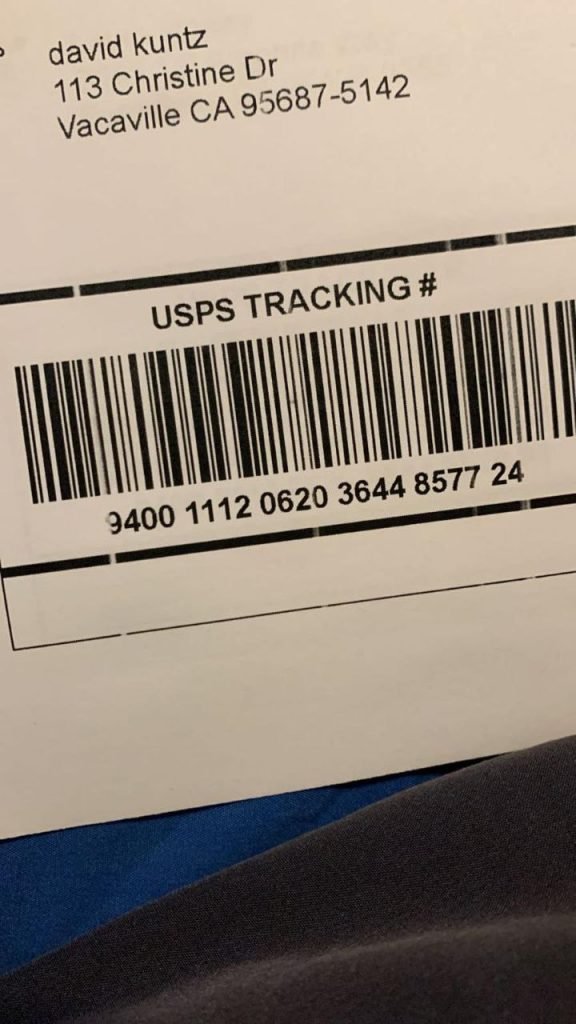 david kuntz
113 Christine Dr
Vacaville CA 95687-5142
USPS TRACKING #
9400 1112 0620 3644 8577 24